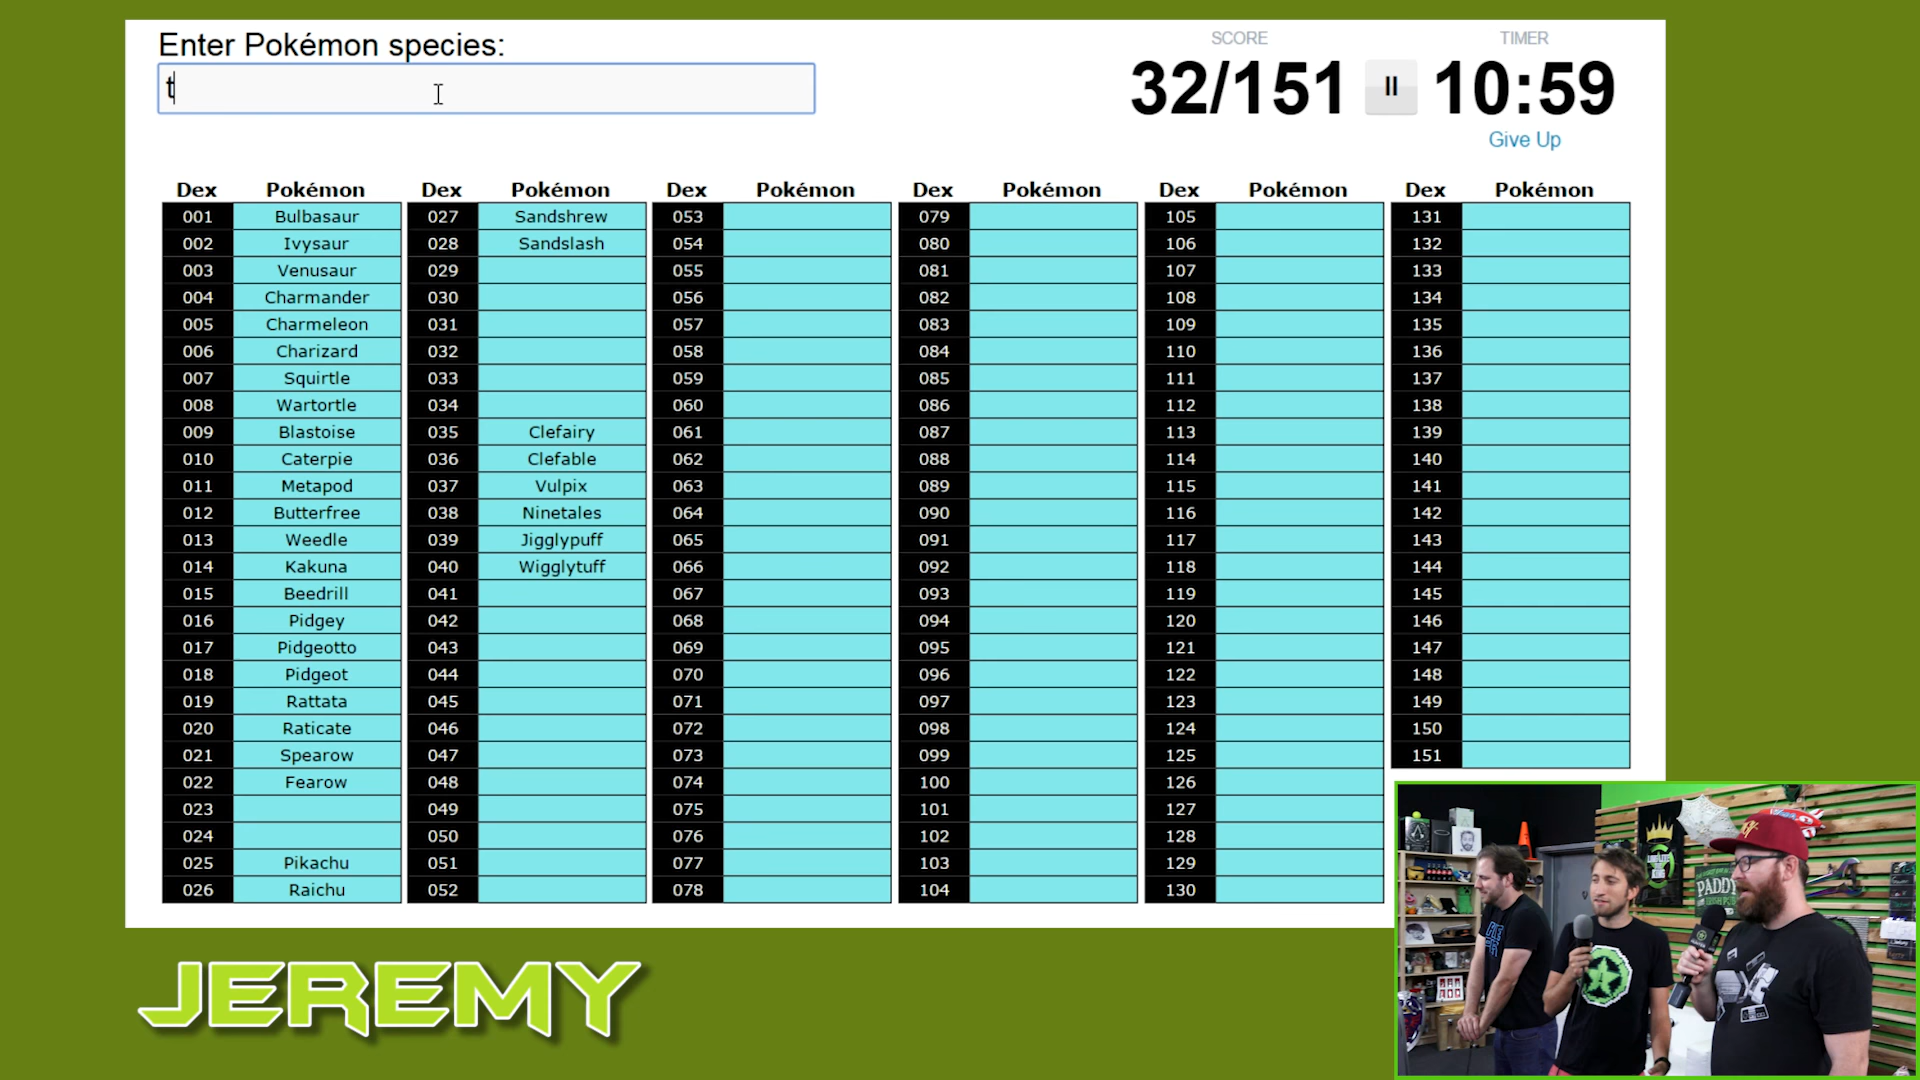 Enter Pokémon species:
t
SCORE
32/151
TIMER
10:59
Give Up
Dex Pokémon Dex Pokémon Dex Pokémon Dex Pokémon Dex Pokémon Dex Pokémon
001 Bulbasaur 027 Sandshrew 053 079 105 131
002 Ivysaur 028 Sandslash 054 080 106 132
003 Venusaur 029 055 081 107 133
004 Charmander 030 056 082 108 134
005 Charmeleon 031 057 083 109 135
006 Charizard 032 058 084 110 136
007 Squirtle 033 059 085 111 137
008 Wartortle 034 060 086 112 138
009 Blastoise 035 Clefairy 061 087 113 139
010 Caterpie 036 Clefable 062 088 114 140
011 Metapod 037 Vulpix 063 089 115 141
012 Butterfree 038 Ninetales 064 090 116 142
013 Weedle 039 Jigglypuff 065 091 117 143
014 Kakuna 040 Wigglytuff 066 092 118 144
015 Beedrill 041 067 093 119 145
016 Pidgey 042 068 094 120 146
017 Pidgeotto 043 069 095 121 147
018 Pidgeot 044 070 096 122 148
019 Rattata 045 071 097 123 149
020 Raticate 046 072 098 124 150
021 Spearow 047 073 099 125 151
022 Fearow 048 074 100 126
023 049 075 101 127
024 050 076 102 128
025 Pikachu 051 077 103 129
026 Raichu 052 078 104 130
PADDY
JEREMY